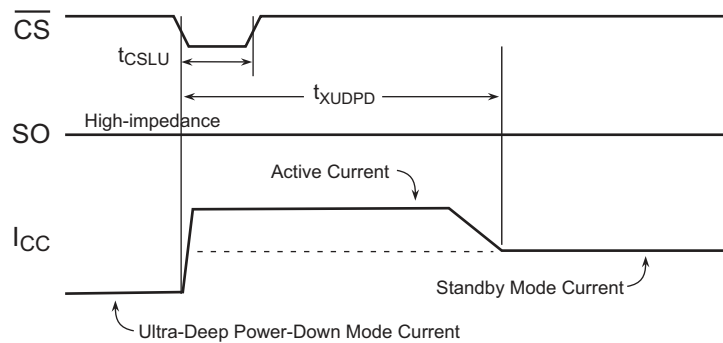 CS
tCSLU
tXUDPD
High-impedance
SO
Active Current
ICC
Standby Mode Current
Ultra-Deep Power-Down Mode Current